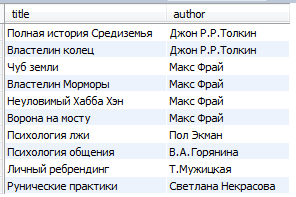 title author
Полная история Средиземья Джон Р.Р.Толкин
Властелин колец Джон Р.Р.Толкин
Чуб земли Макс Фрай
Властелин Морморы Макс Фрай
Неуловимый Хабба Хэн Макс Фрай
Ворона на мосту Макс Фрай
Психология лжи Пол Экман
Психология общения В.А.Горянина
Личный ребрендинг Т.Мужицкая
Рунические практики Светлана Некрасова